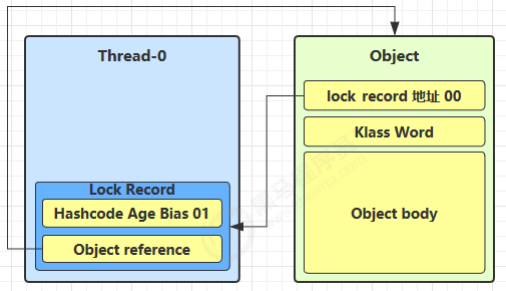 Thread-0
Lock Record
Hashcode Age Bias 01
Object reference
Object
lock record 地址 00
Klass Word
Object body